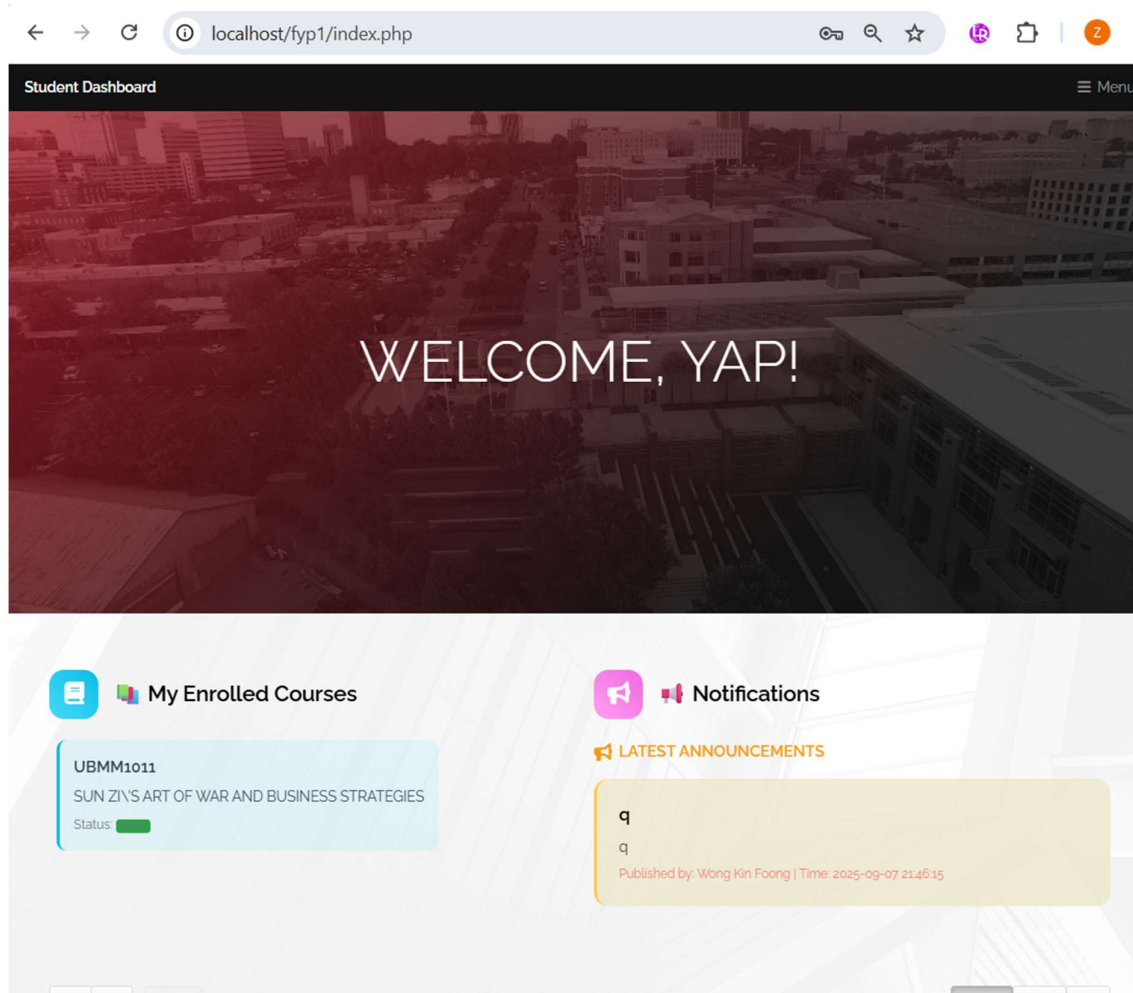 localhost/fyp1/index.php
Z
Student Dashboard
Menu
WELCOME, YAP!
My Enrolled Courses
UBMM1011
SUN ZI\'S ART OF WAR AND BUSINESS STRATEGIES
Status:
Notifications
LATEST ANNOUNCEMENTS
q
q
Published by: Wong Kin Foong | Time: 2025-09-07 21:46:15